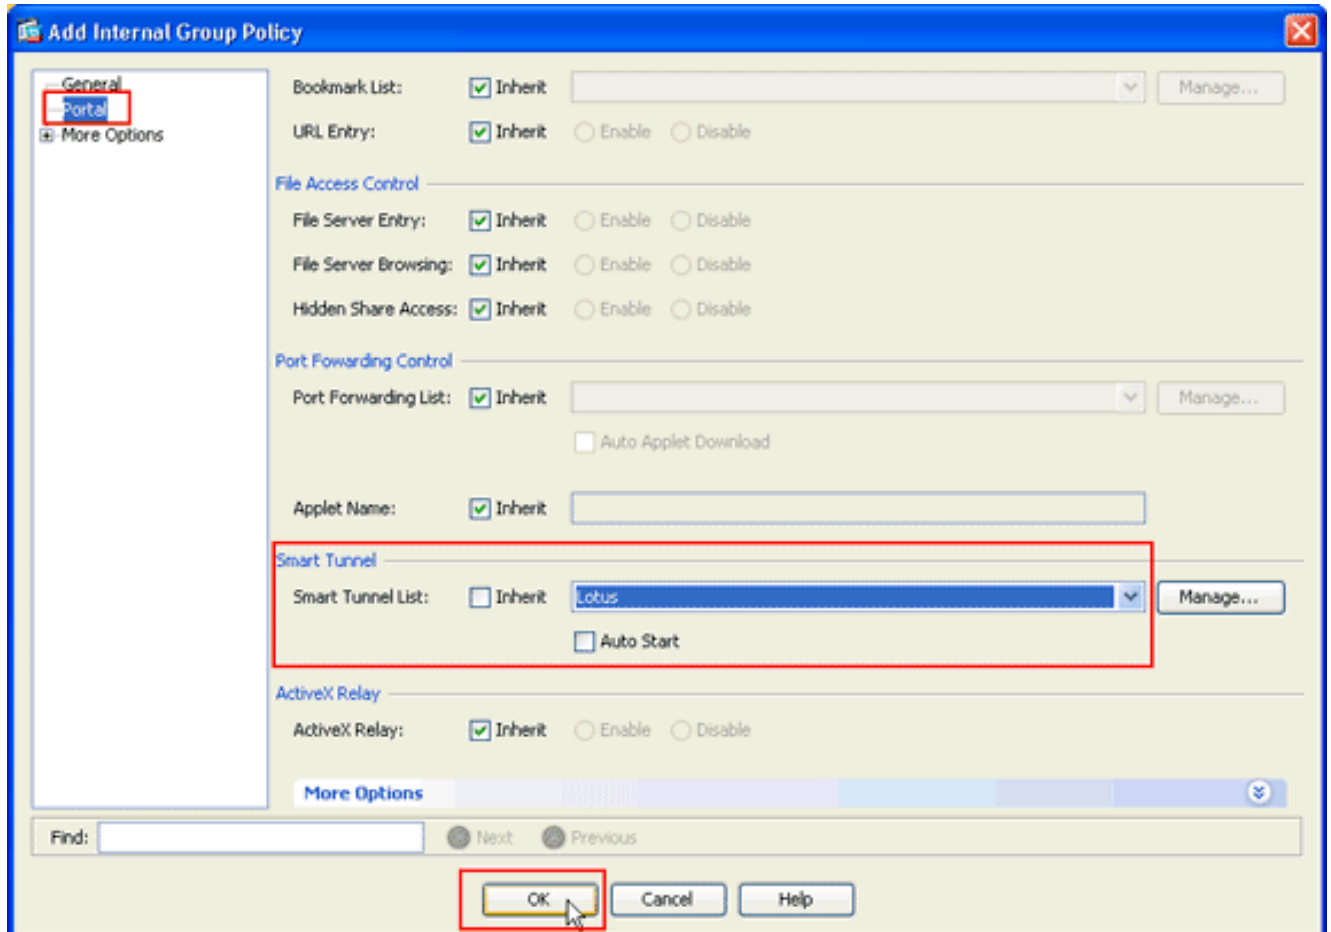 Add Internal Group Policy
General
Portal
More Options
Bookmark List: Inherit Manage...
URL Entry: Inherit Enable Disable
File Access Control
File Server Entry: Inherit Enable Disable
File Server Browsing: Inherit Enable Disable
Hidden Share Access: Inherit Enable Disable
Port Fowarding Control
Port Forwarding List: Inherit Manage...
Auto Applet Download
Applet Name: Inherit
Smart Tunnel
Smart Tunnel List: Inherit Lotus Manage...
Auto Start
ActiveX Relay
ActiveX Relay: Inherit Enable Disable
More Options
Find: Next Previous
OK Cancel Help